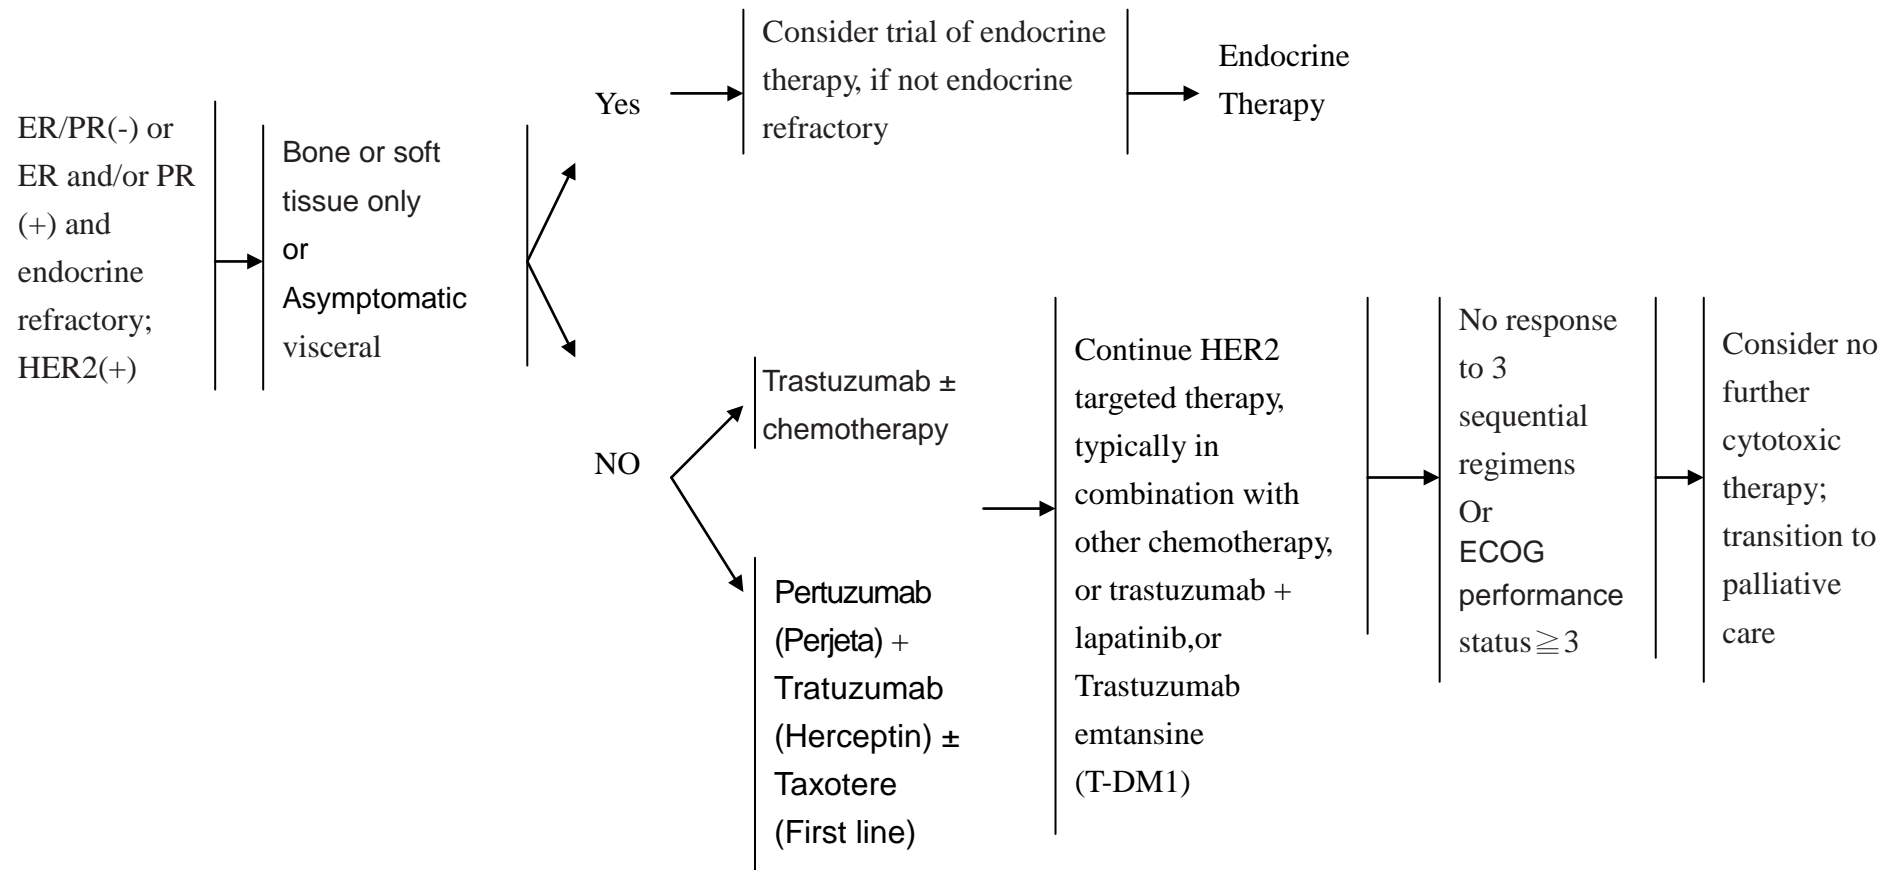 ER/PR(-) or
ER and/or PR
(+) and
endocrine
refractory;
HER2(+)
Bone or soft
tissue only
or
Asymptomatic
visceral
Yes
Consider trial of endocrine
therapy, if not endocrine
refractory
Endocrine
Therapy
NO
Trastuzumab ±
chemotherapy
Pertuzumab
(Perjeta) +
Tratuzumab
(Herceptin) ±
Taxotere
(First line)
Continue HER2
targeted therapy,
typically in
combination with
other chemotherapy,
or trastuzumab +
lapatinib,or
Trastuzumab
emtansine
(T-DM1)
No response
to 3
sequential
regimens
Or
ECOG
performance
status≧3
Consider no
further
cytotoxic
therapy;
transition to
palliative
care